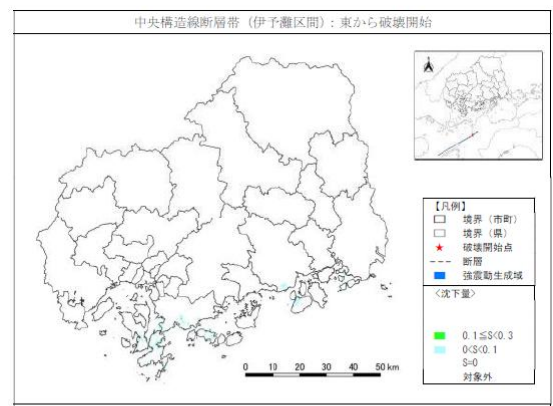 中央構造線断層帯（伊予灘区間）: 東から破壊開始
【凡例】
境界（市町）
境界（県）
破壊開始点
断層
強震動生成域
<沈下量>
0.1≦S<0.3
0<S<0.1
S=0
対象外
0 10 20 30 40 50 km